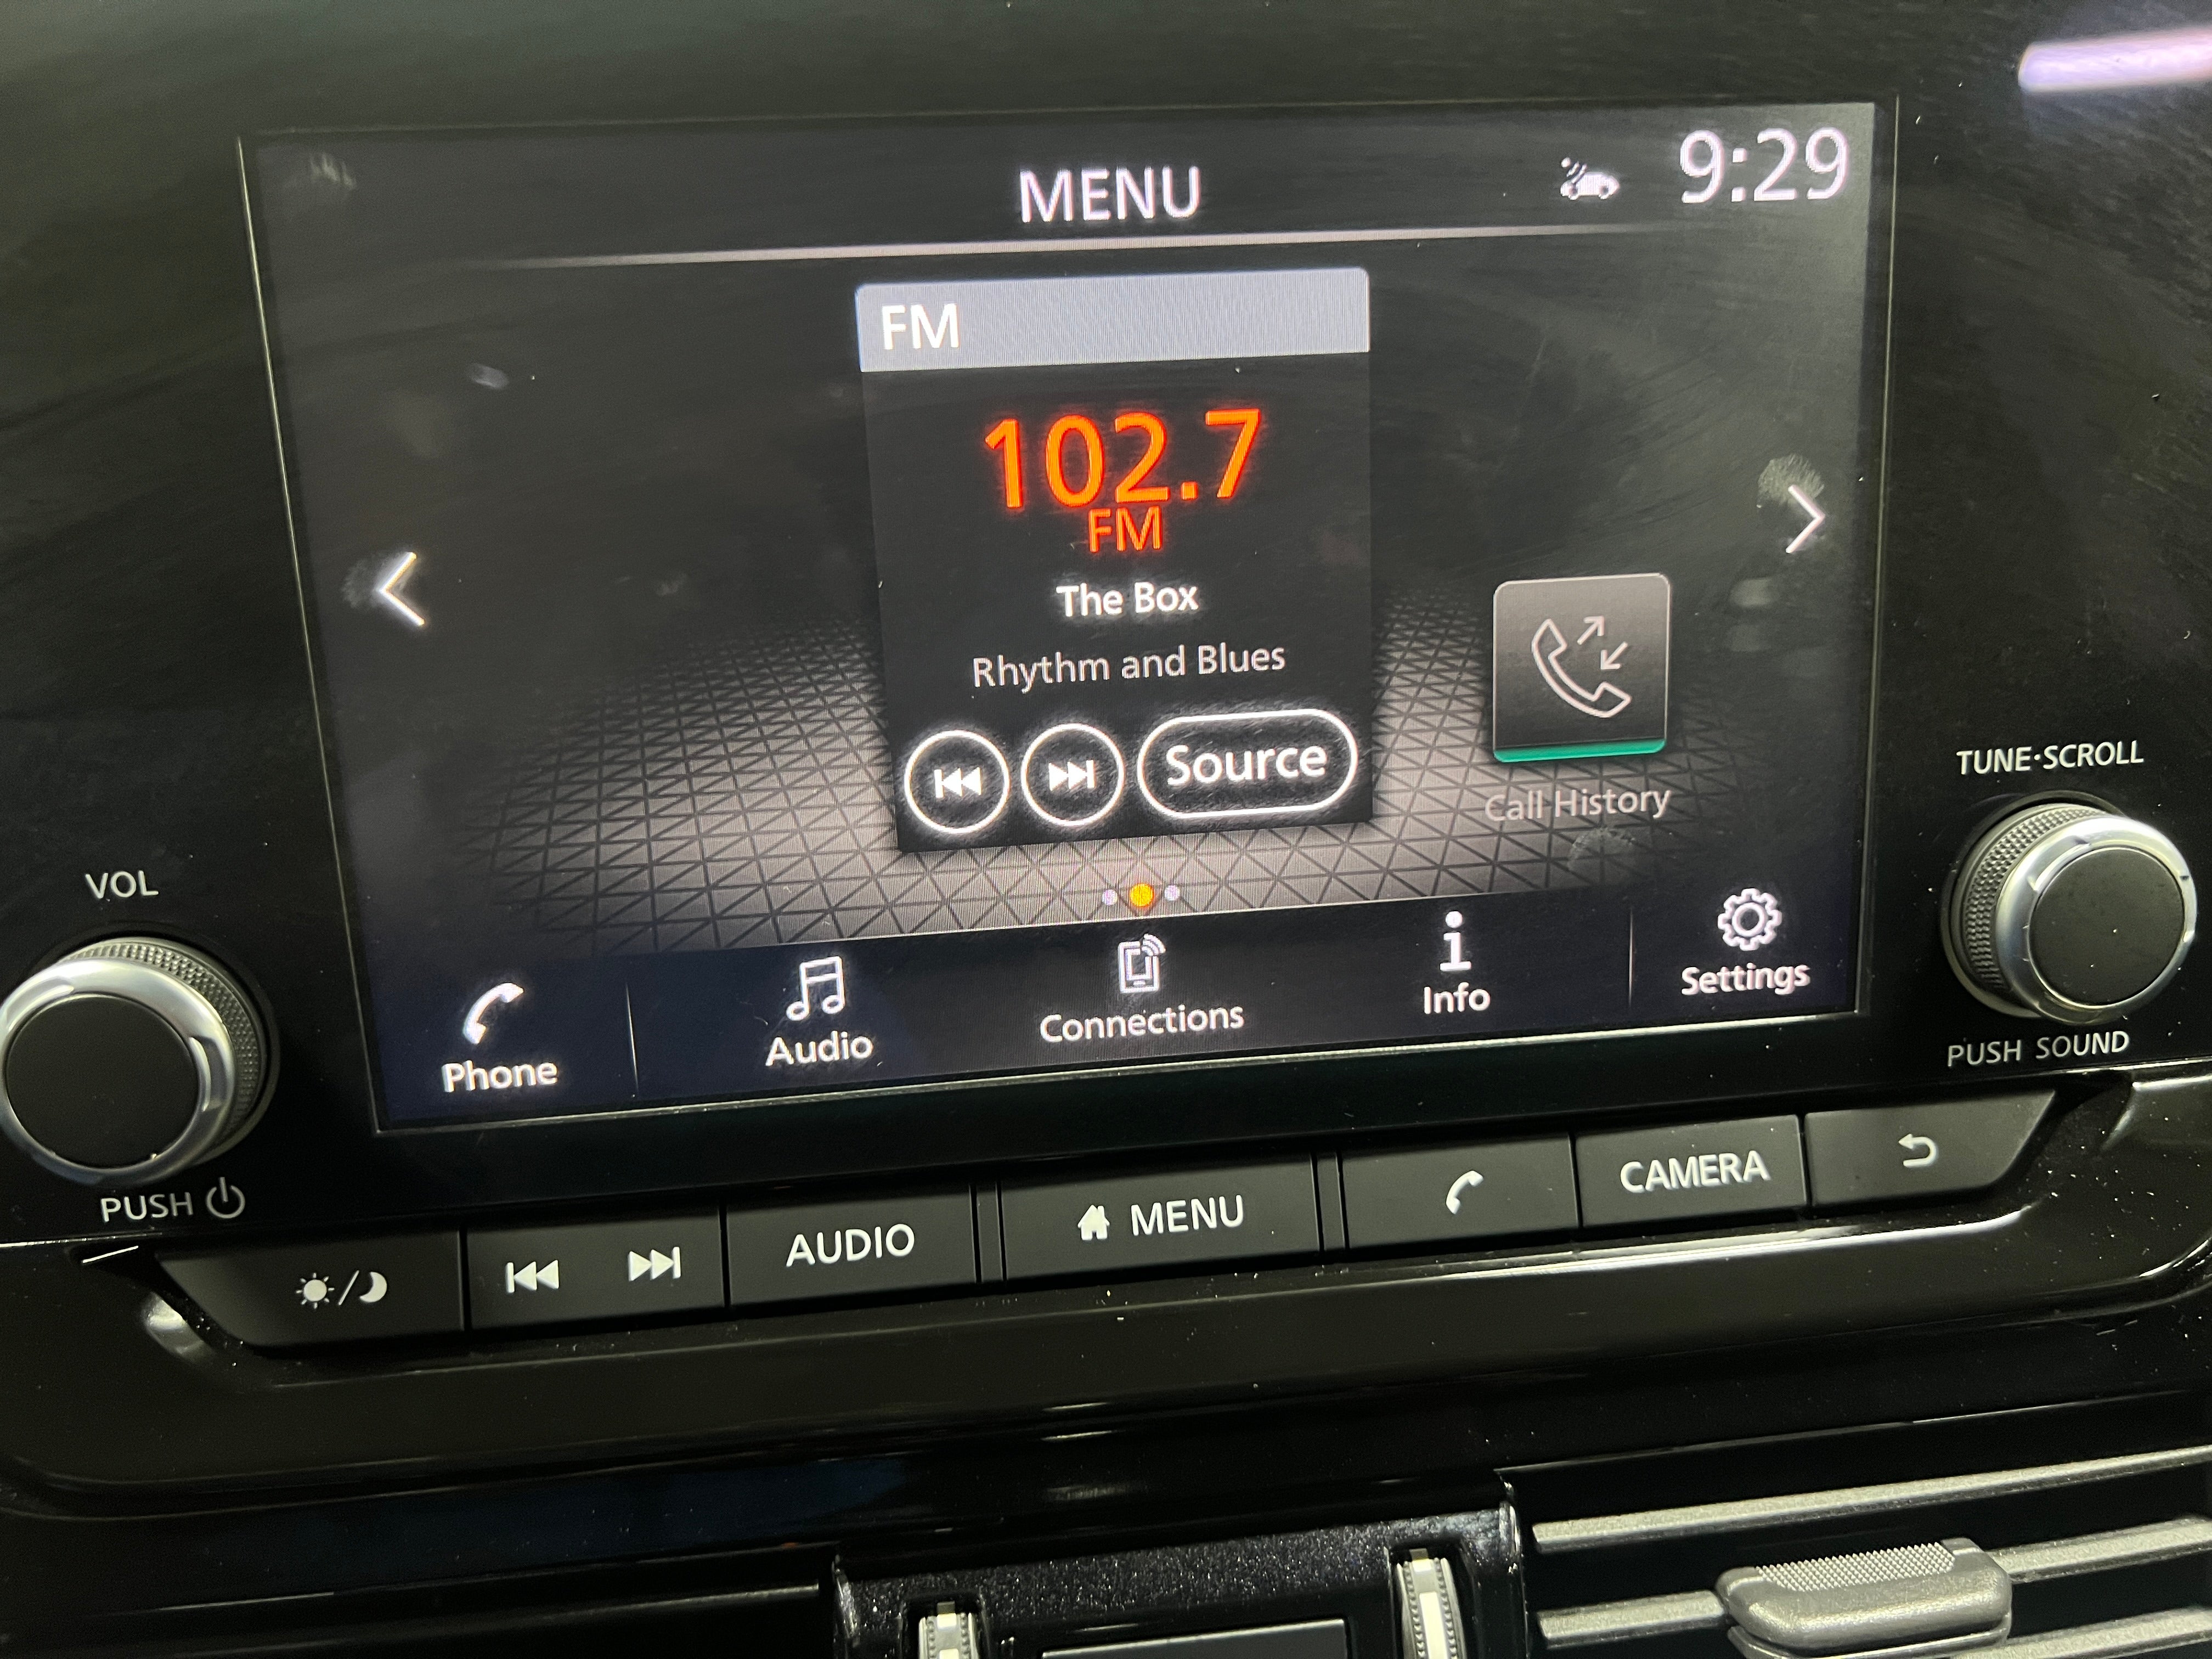 MENU
9:29
FM
102.7
FM
The Box
Rhythm and Blues
Source
Call History
Phone
Audio
Connections
Info
Settings
VOL
PUSH
TUNE·SCROLL
PUSH SOUND
AUDIO
MENU
CAMERA